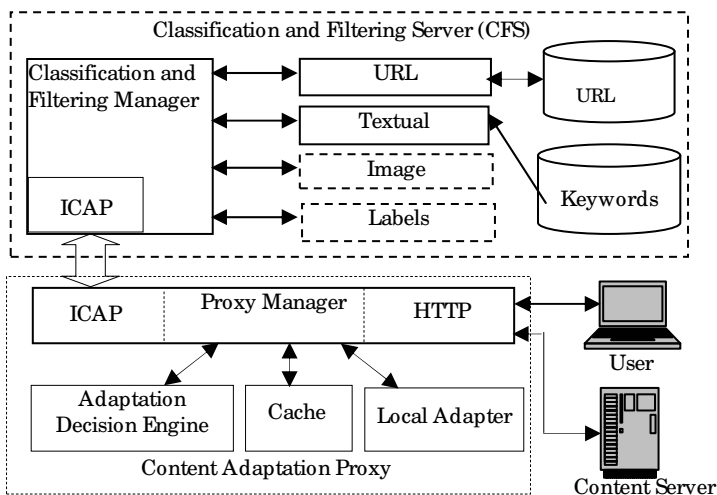 Classification and Filtering Server (CFS)
Classification and
Filtering Manager
URL
URL
Textual
Image
Keywords
ICAP
Labels
ICAP
Proxy Manager
HTTP
User
Adaptation
Decision Engine
Cache
Local Adapter
Content Adaptation Proxy
Content Server